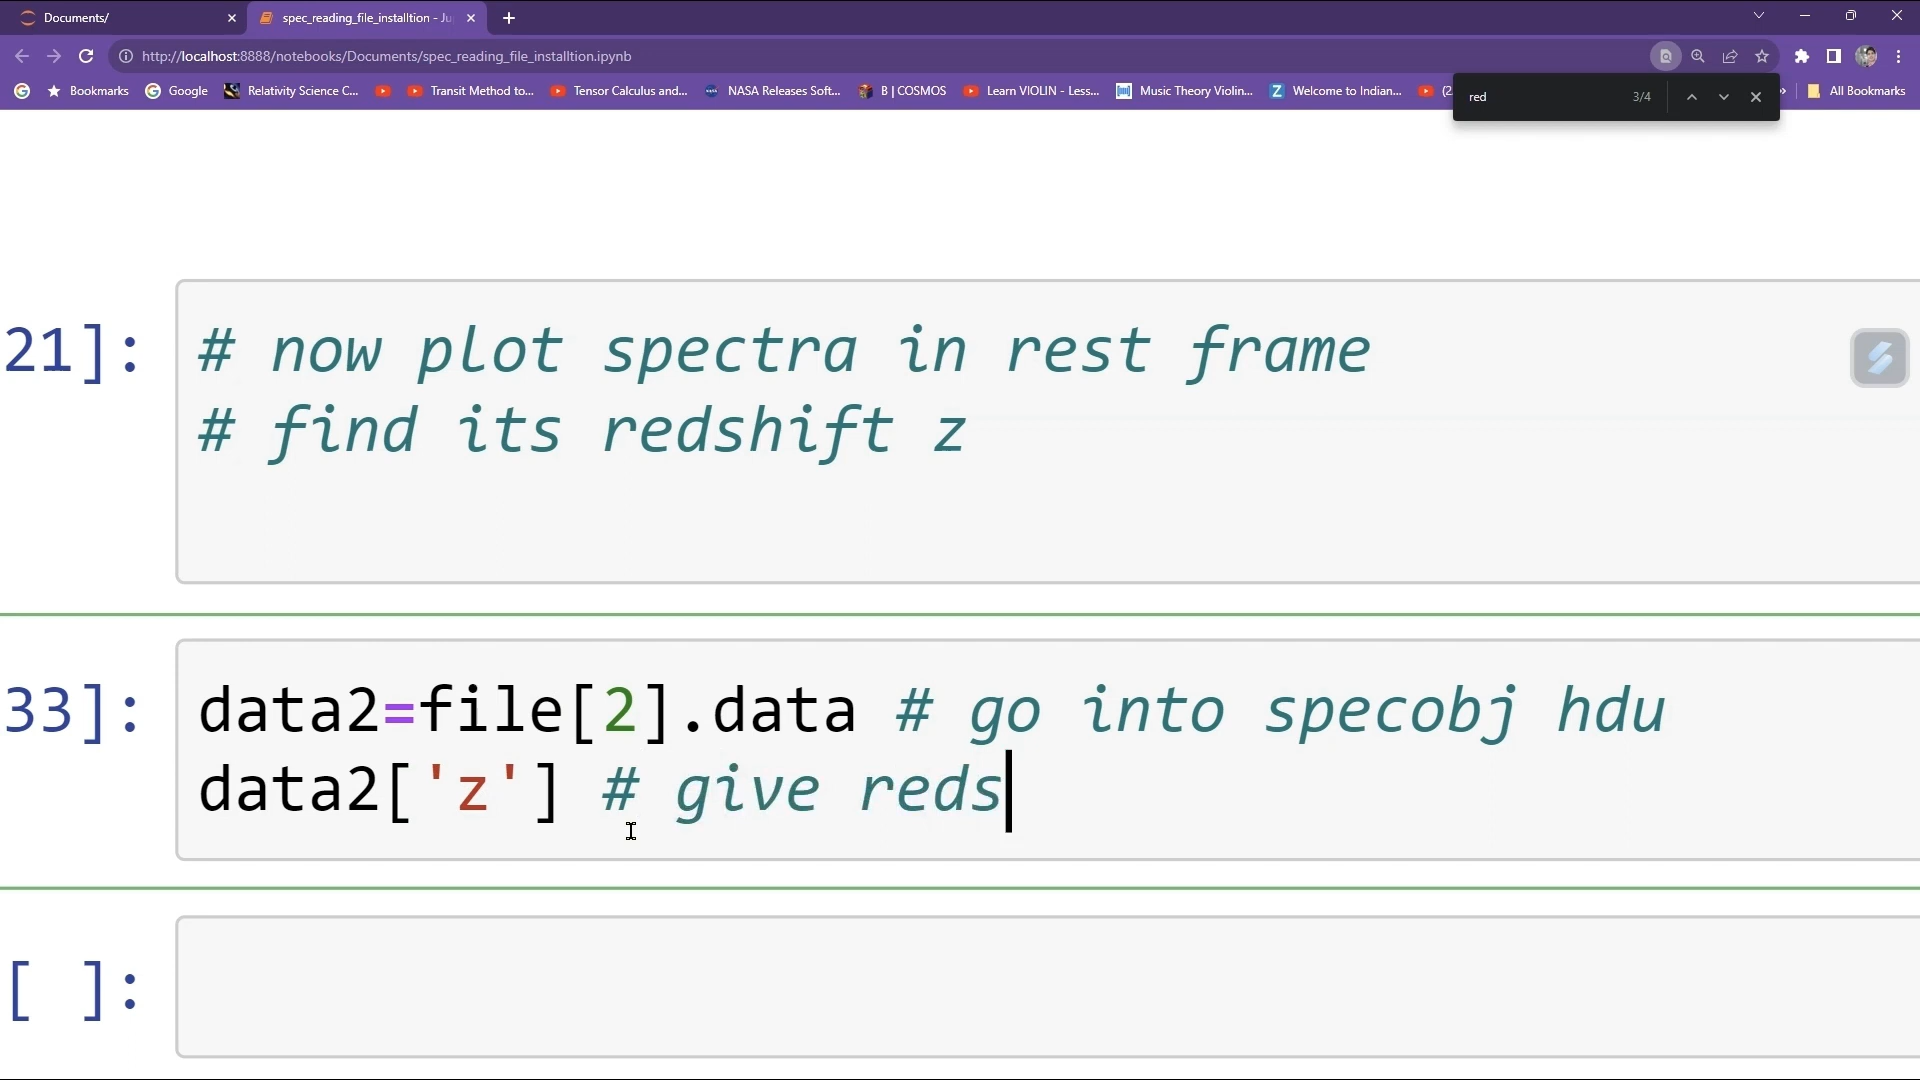 Documents/
spec_reading_file_installtion - Ju
http://localhost:8888/notebooks/Documents/spec_reading_file_installtion.ipynb
Bookmarks
Google
Relativity Science C...
Transit Method to...
Tensor Calculus and...
NASA Releases Soft...
B | COSMOS
Learn VIOLIN - Less...
Music Theory Violin...
Welcome to Indian...
(2
All Bookmarks
red 3/4
21]: # now plot spectra in rest frame
# find its redshift z
33]: data2=file[2].data # go into specobj hdu
data2['z'] # give reds
[ ]: